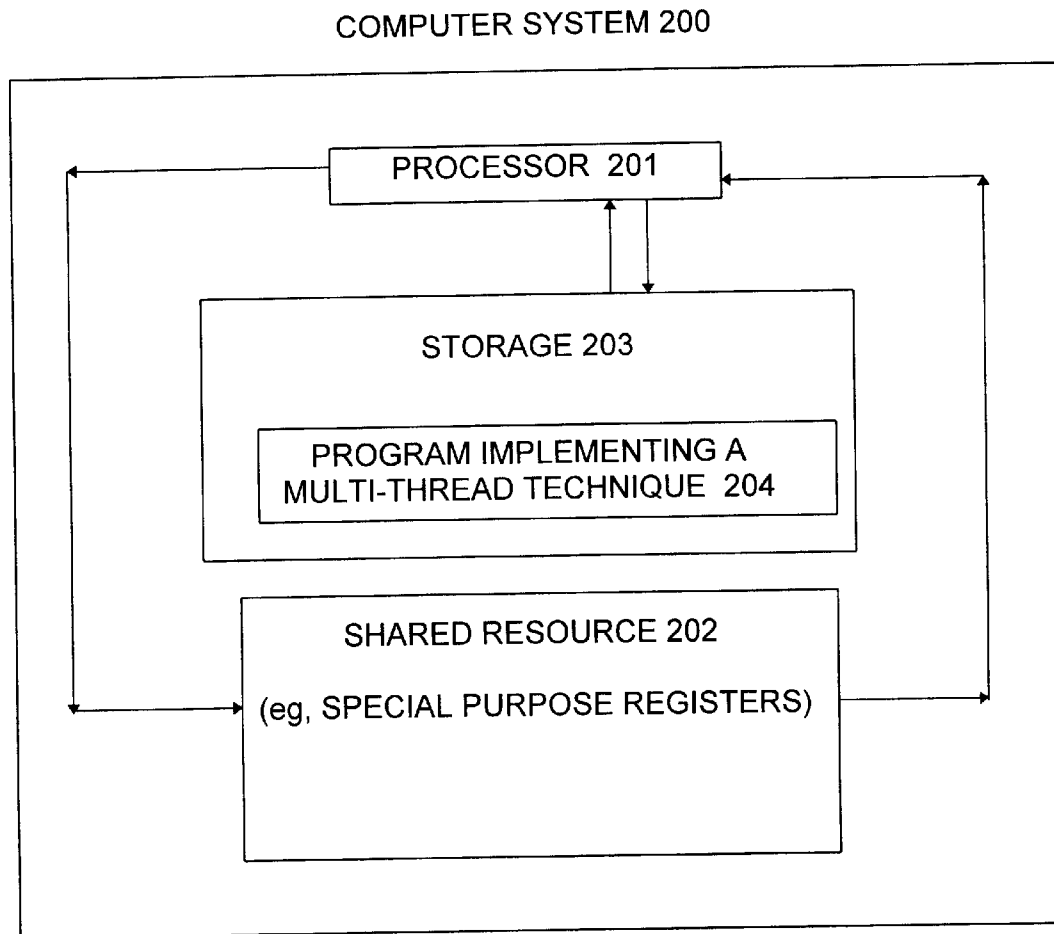 COMPUTER SYSTEM 200
PROCESSOR 201
STORAGE 203
PROGRAM IMPLEMENTING A
MULTI-THREAD TECHNIQUE 204
SHARED RESOURCE 202
(eg, SPECIAL PURPOSE REGISTERS)